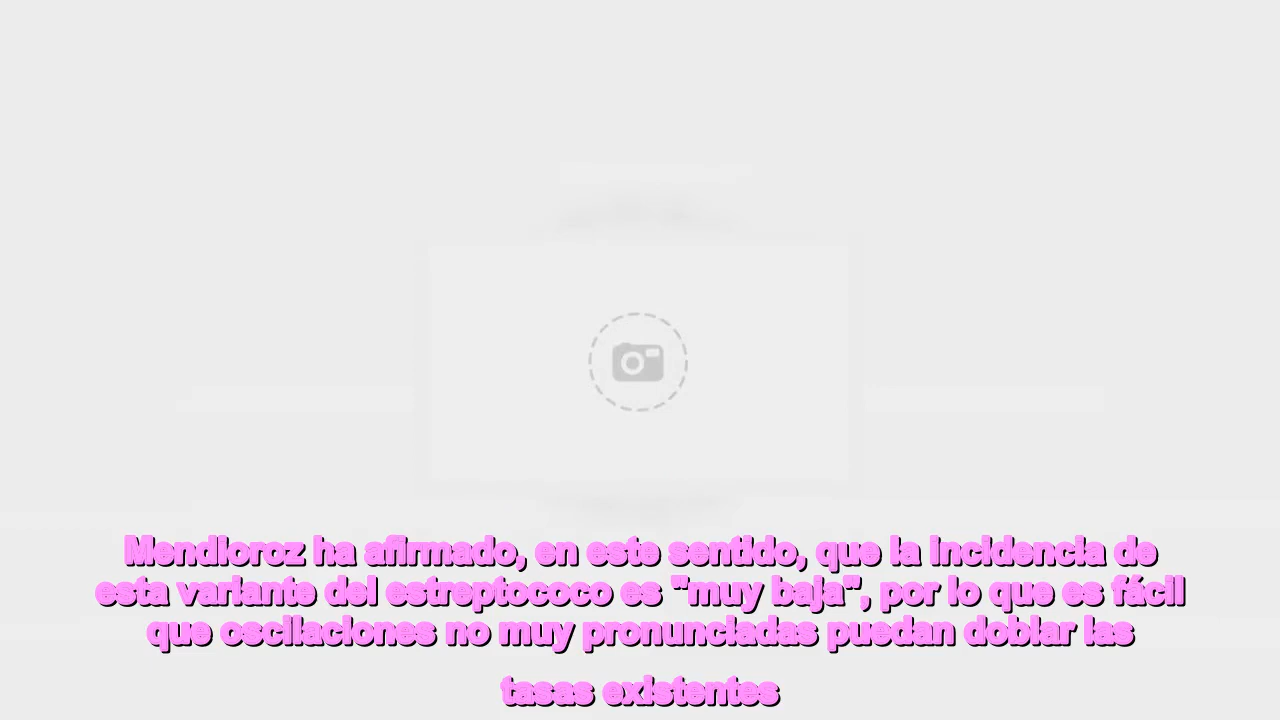 Mendioroz ha afirmado, en este sentido, que la incidencia de
esta variante del estreptococo es "muy baja", por lo que es fácil
que oscilaciones no muy pronunciadas puedan doblar las
tasas existentes